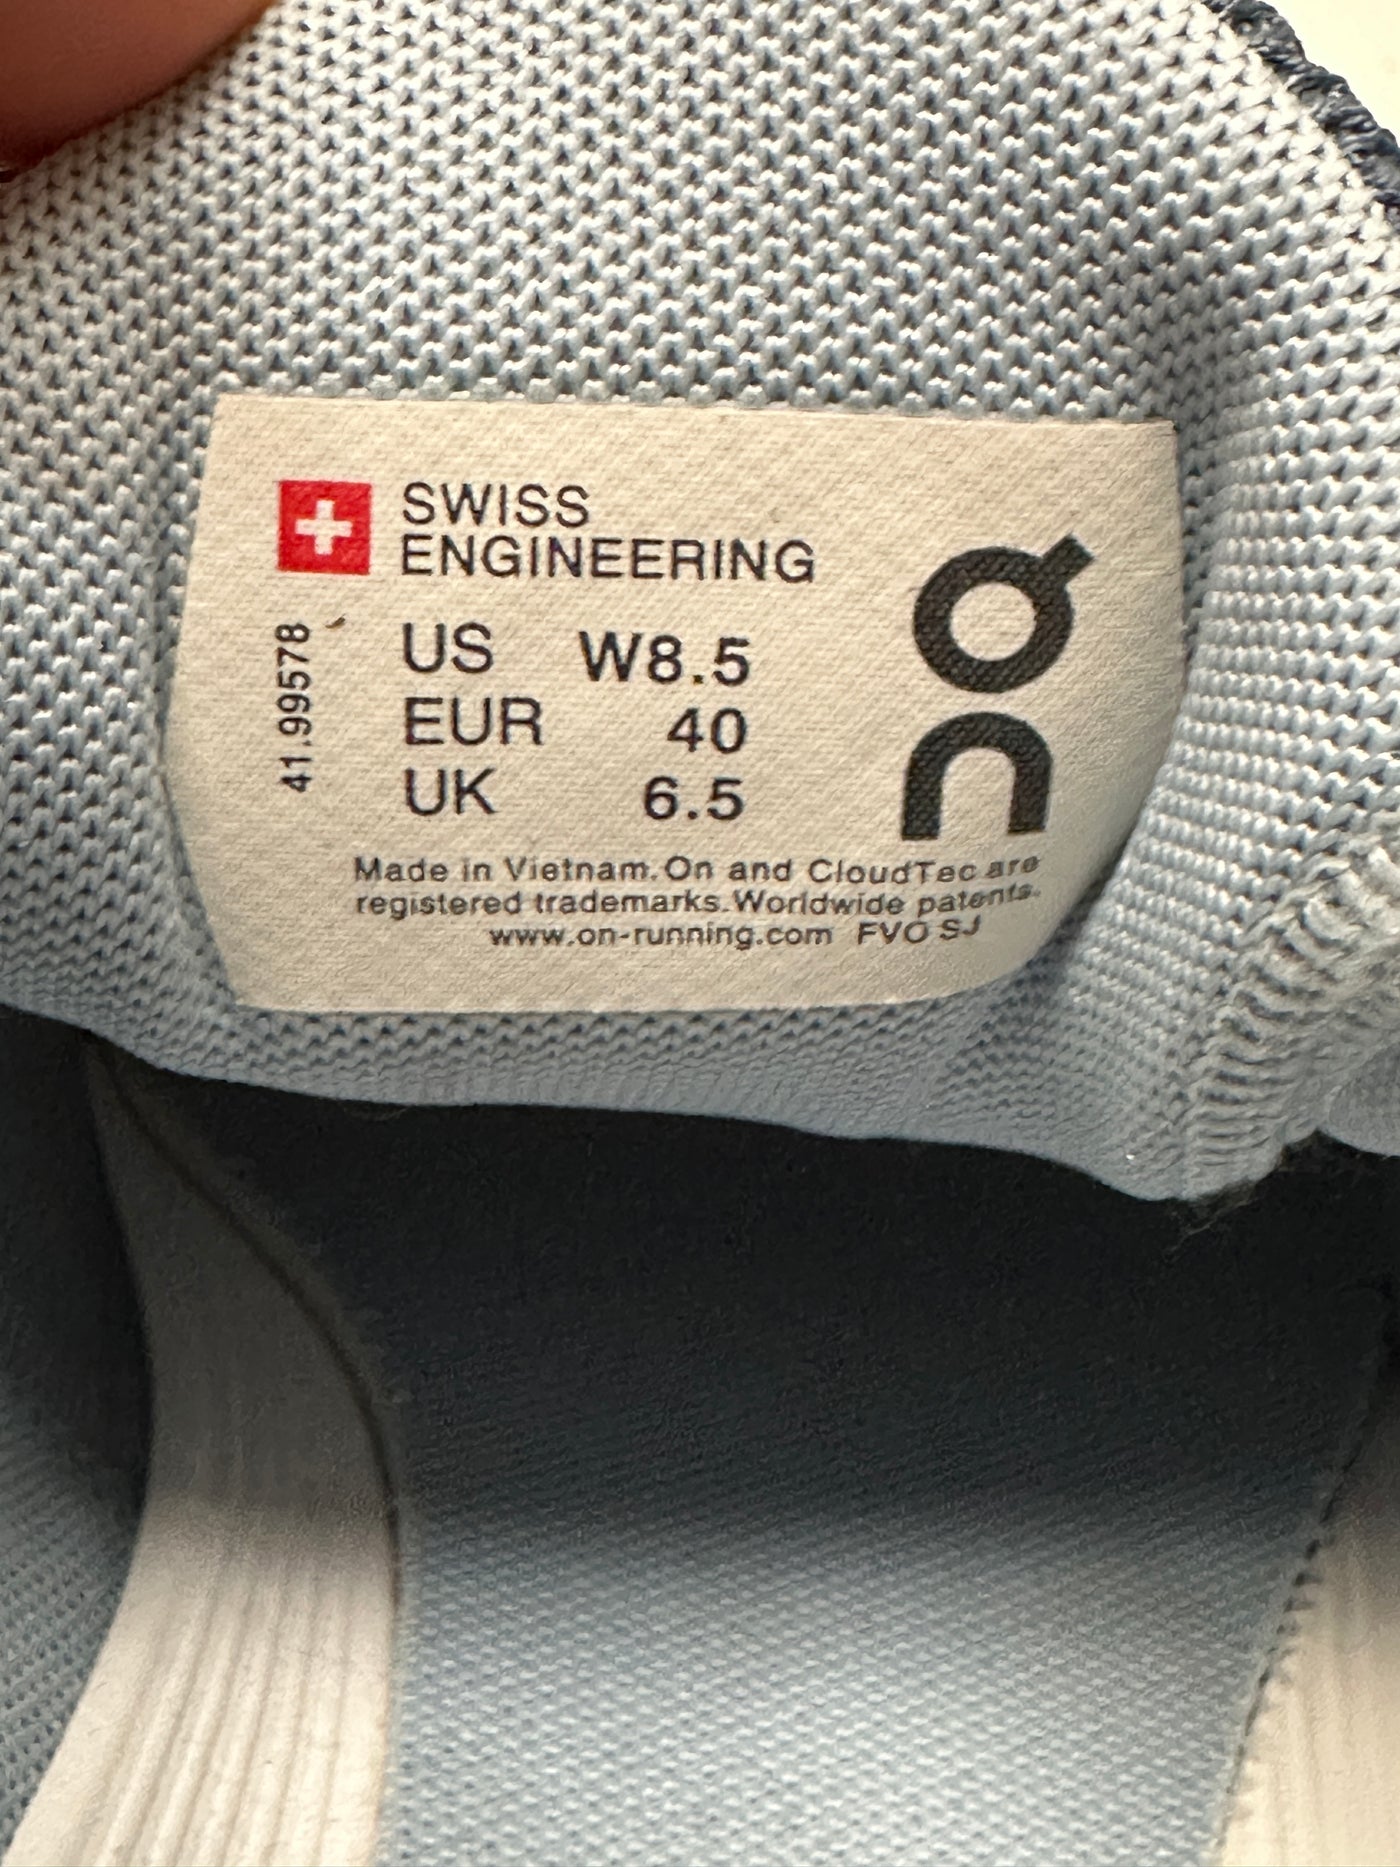 SWISS
ENGINEERING
41.99578
US W8.5
EUR 40
UK 6.5
On
Made in Vietnam. On and CloudTec are
registered trademarks. Worldwide patents.
www.on-running.com FVO SJ